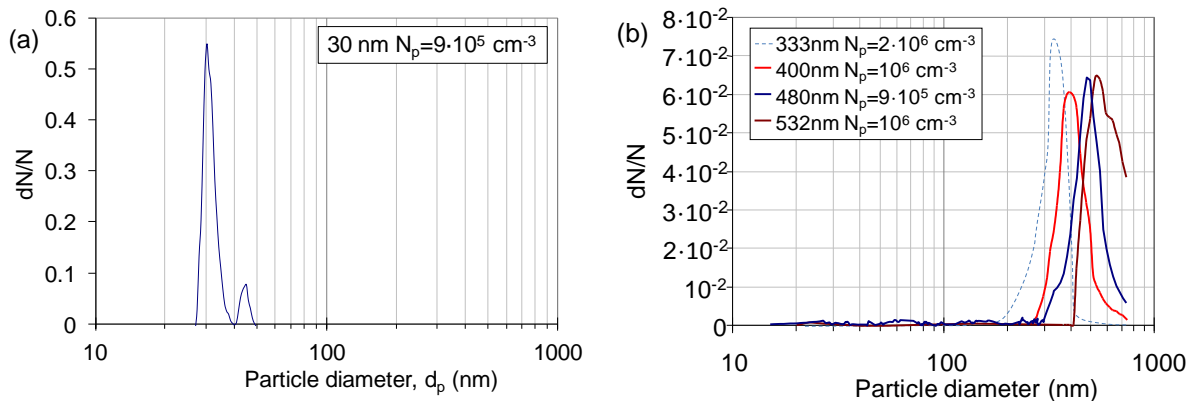 (a)
0.6
0.5
0.4
0.3
0.2
0.1
0
dN/N
30 nm Nₚ=9·10⁵ cm⁻³
10
100
1000
Particle diameter, dₚ (nm)
(b)
8·10⁻²
7·10⁻²
6·10⁻²
5·10⁻²
4·10⁻²
3·10⁻²
2·10⁻²
10⁻²
0
dN/N
333nm Nₚ=2·10⁶ cm⁻³
400nm Nₚ=10⁶ cm⁻³
480nm Nₚ=9·10⁵ cm⁻³
532nm Nₚ=10⁶ cm⁻³
10
100
1000
Particle diameter (nm)